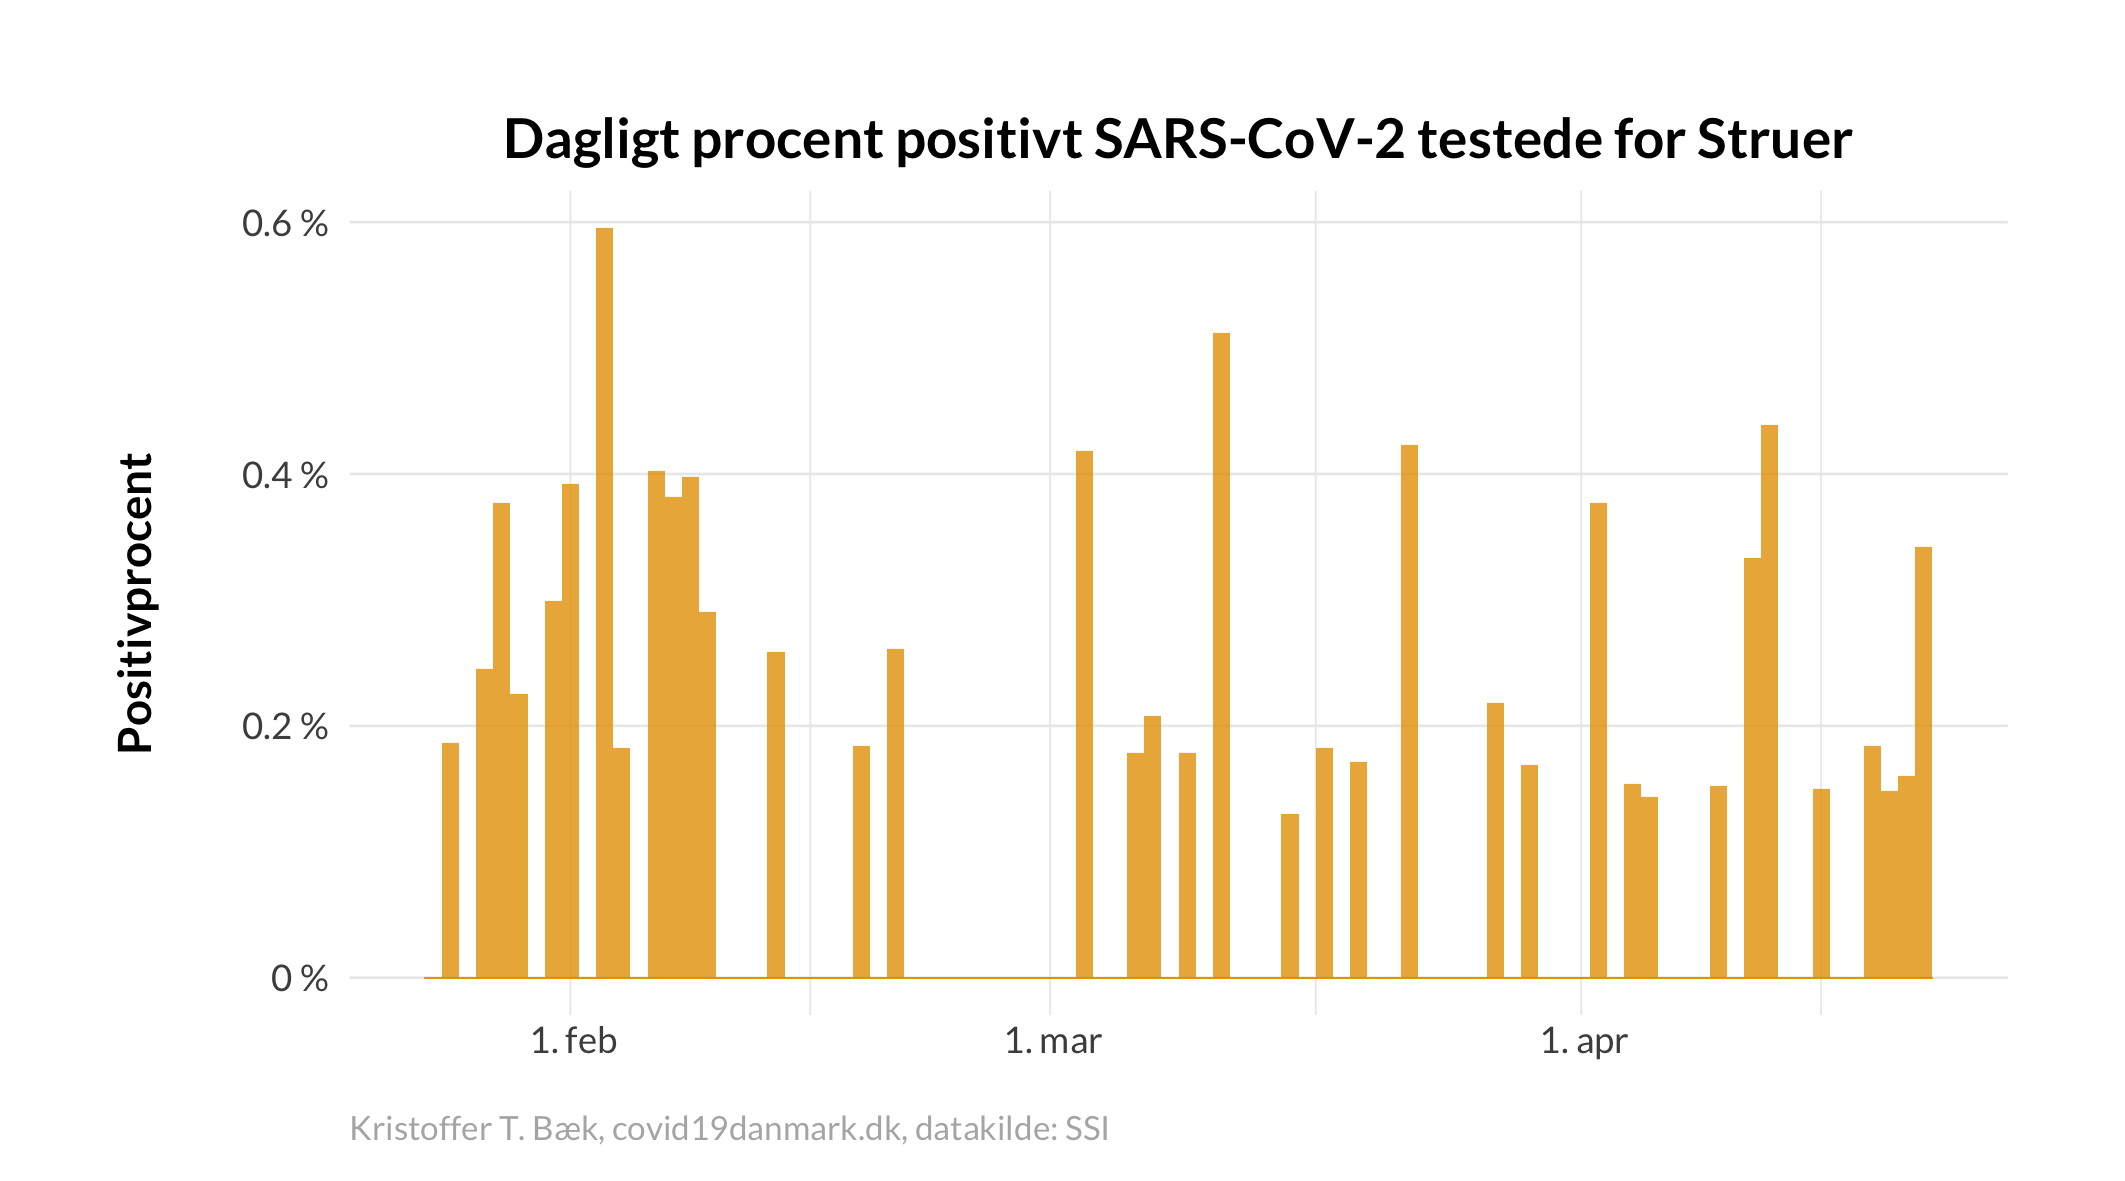 Dagligt procent positivt SARS-CoV-2 testede for Struer
Positivprocent
0.6 %
0.4 %
0.2 %
0 %
1. feb
1. mar
1. apr
Kristoffer T. Bæk, covid19danmark.dk, datakilde: SSI